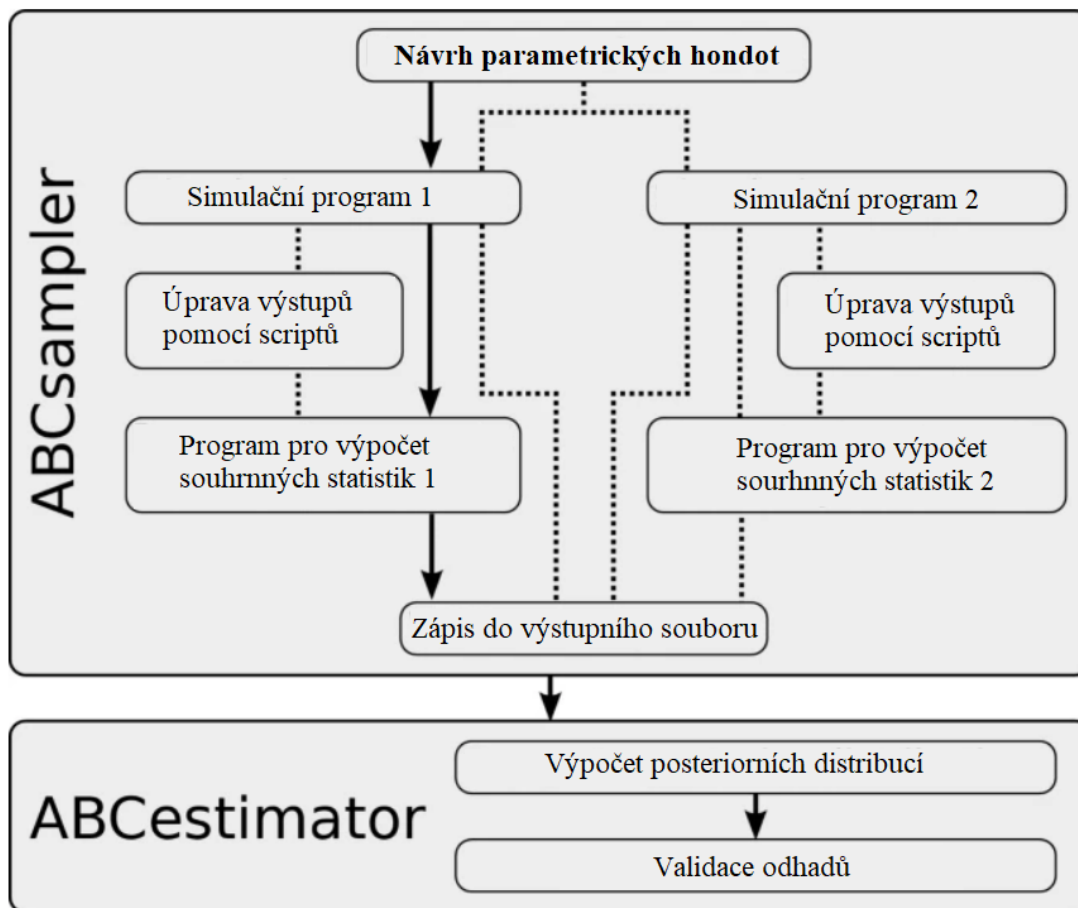 ABCsampler
Návrh parametrických hondot
Simulační program 1
Simulační program 2
Úprava výstupů
pomocí scriptů
Úprava výstupů
pomocí scriptů
Program pro výpočet
souhrnných statistik 1
Program pro výpočet
sourhnných statistik 2
Zápis do výstupního souboru
ABCestimator
Výpočet posteriorních distribucí
Validace odhadů